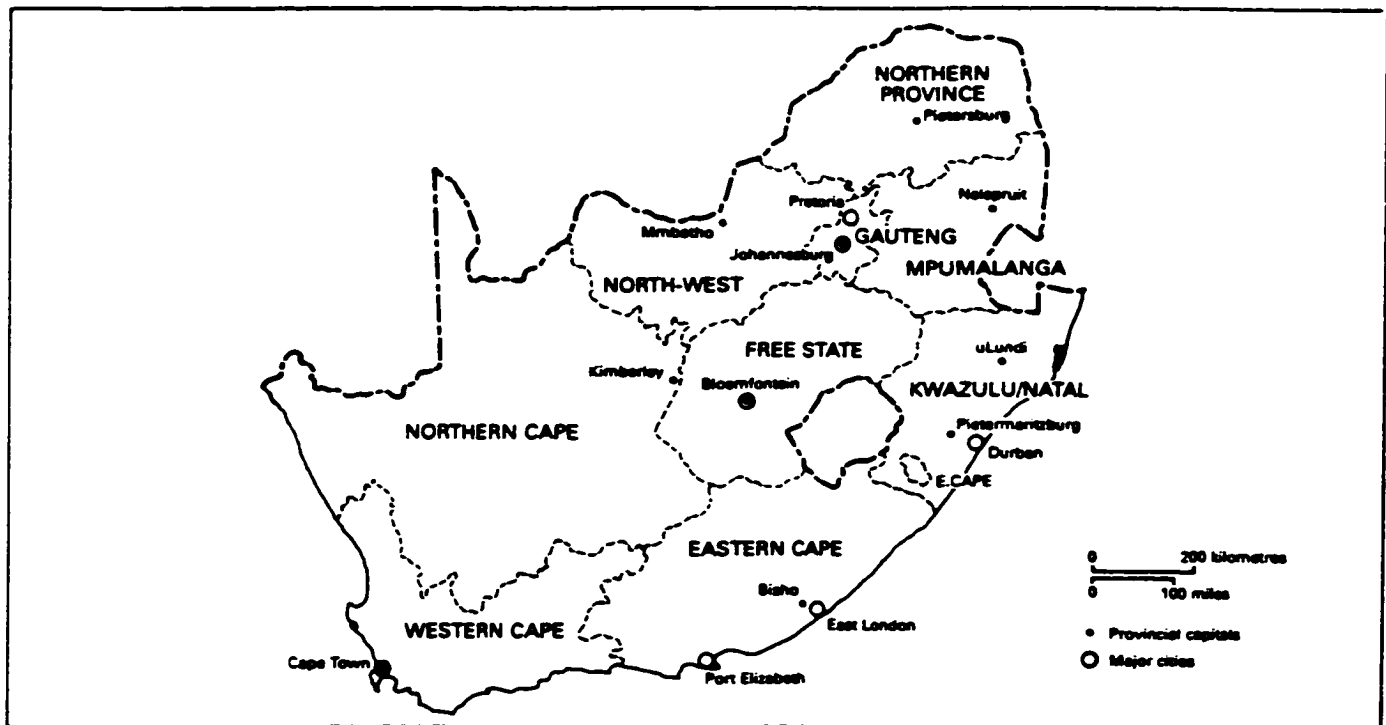 NORTHERN
PROVINCE
Pietersburg
Nelspruit
Pretoria
Mmbatho
GAUTENG
Johannesburg
MPUMALANGA
NORTH-WEST
FREE STATE
uLundi
Kimberley
Bloemfontein
KWAZULU/NATAL
NORTHERN CAPE
Pietermaritzburg
Durban
E.CAPE
EASTERN CAPE
0 200 kilometres
0 100 miles
Bisho
East London
WESTERN CAPE
Provincial capitals
Cape Town
Major cities
Port Elizabeth